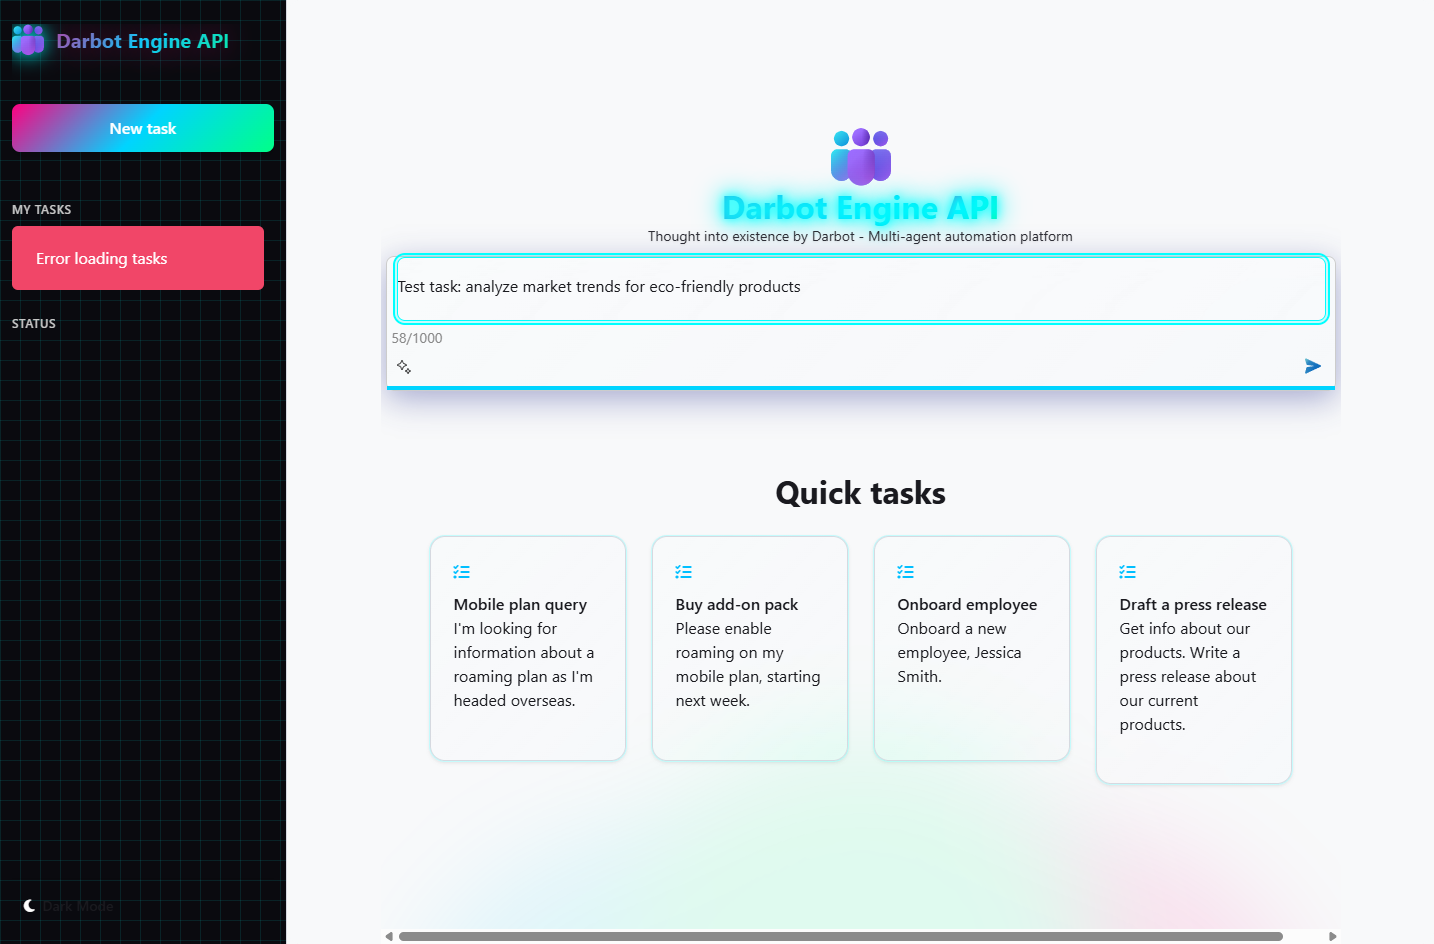 Darbot Engine API
New task
MY TASKS
Error loading tasks
STATUS
Dark Mode
Darbot Engine API
Thought into existence by Darbot - Multi-agent automation platform
Test task: analyze market trends for eco-friendly products
58/1000
Quick tasks
Mobile plan query
I'm looking for
information about a
roaming plan as I'm
headed overseas.
Buy add-on pack
Please enable
roaming on my
mobile plan, starting
next week.
Onboard employee
Onboard a new
employee, Jessica
Smith.
Draft a press release
Get info about our
products. Write a
press release about
our current
products.